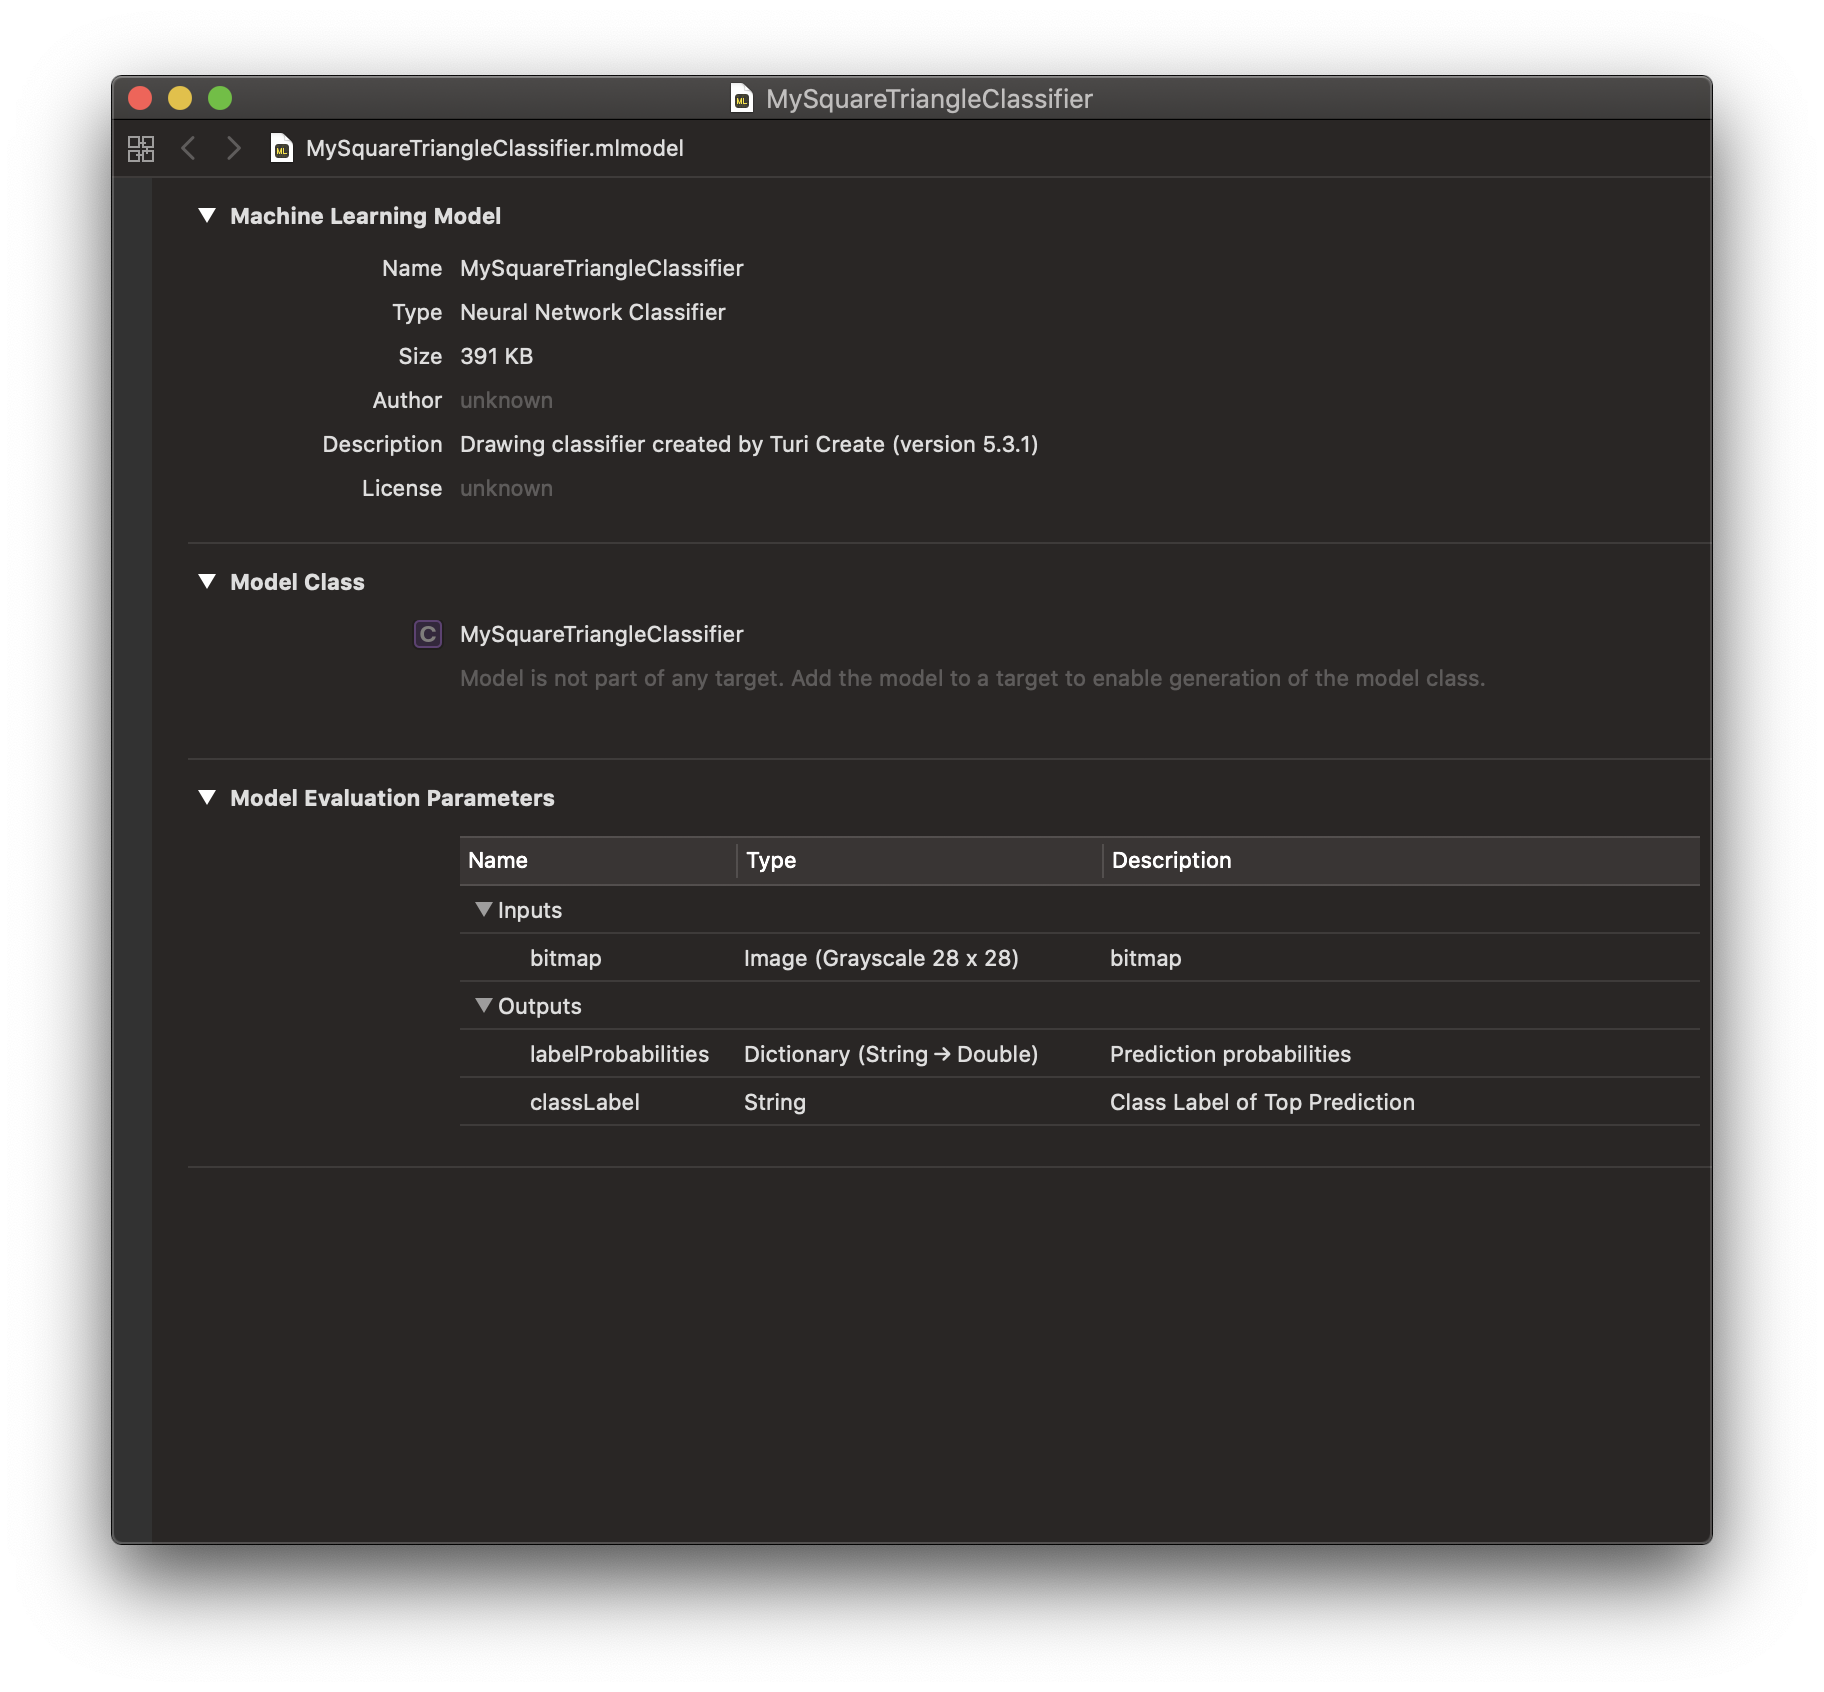 MySquareTriangleClassifier
MySquareTriangleClassifier.mlmodel
Machine Learning Model
Name MySquareTriangleClassifier
Type Neural Network Classifier
Size 391 KB
Author unknown
Description Drawing classifier created by Turi Create (version 5.3.1)
License unknown
Model Class
C MySquareTriangleClassifier
Model is not part of any target. Add the model to a target to enable generation of the model class.
Model Evaluation Parameters
Name Type Description
Inputs
bitmap Image (Grayscale 28 x 28) bitmap
Outputs
labelProbabilities Dictionary (String → Double) Prediction probabilities
classLabel String Class Label of Top Prediction